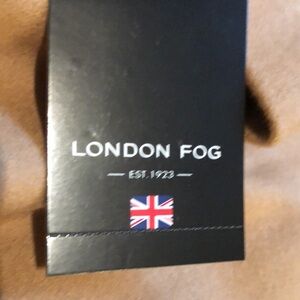 LONDON FOG
— EST. 1923 —